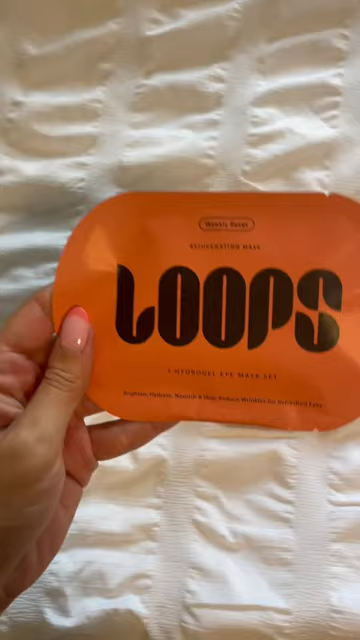 Weekly Reset
REJUVENATION MASK
LOOPS
1 HYDROGEL EYE MASK SET
Brighten, Hydrate, Nourish & Help Reduce Wrinkles for Refreshed Eyes